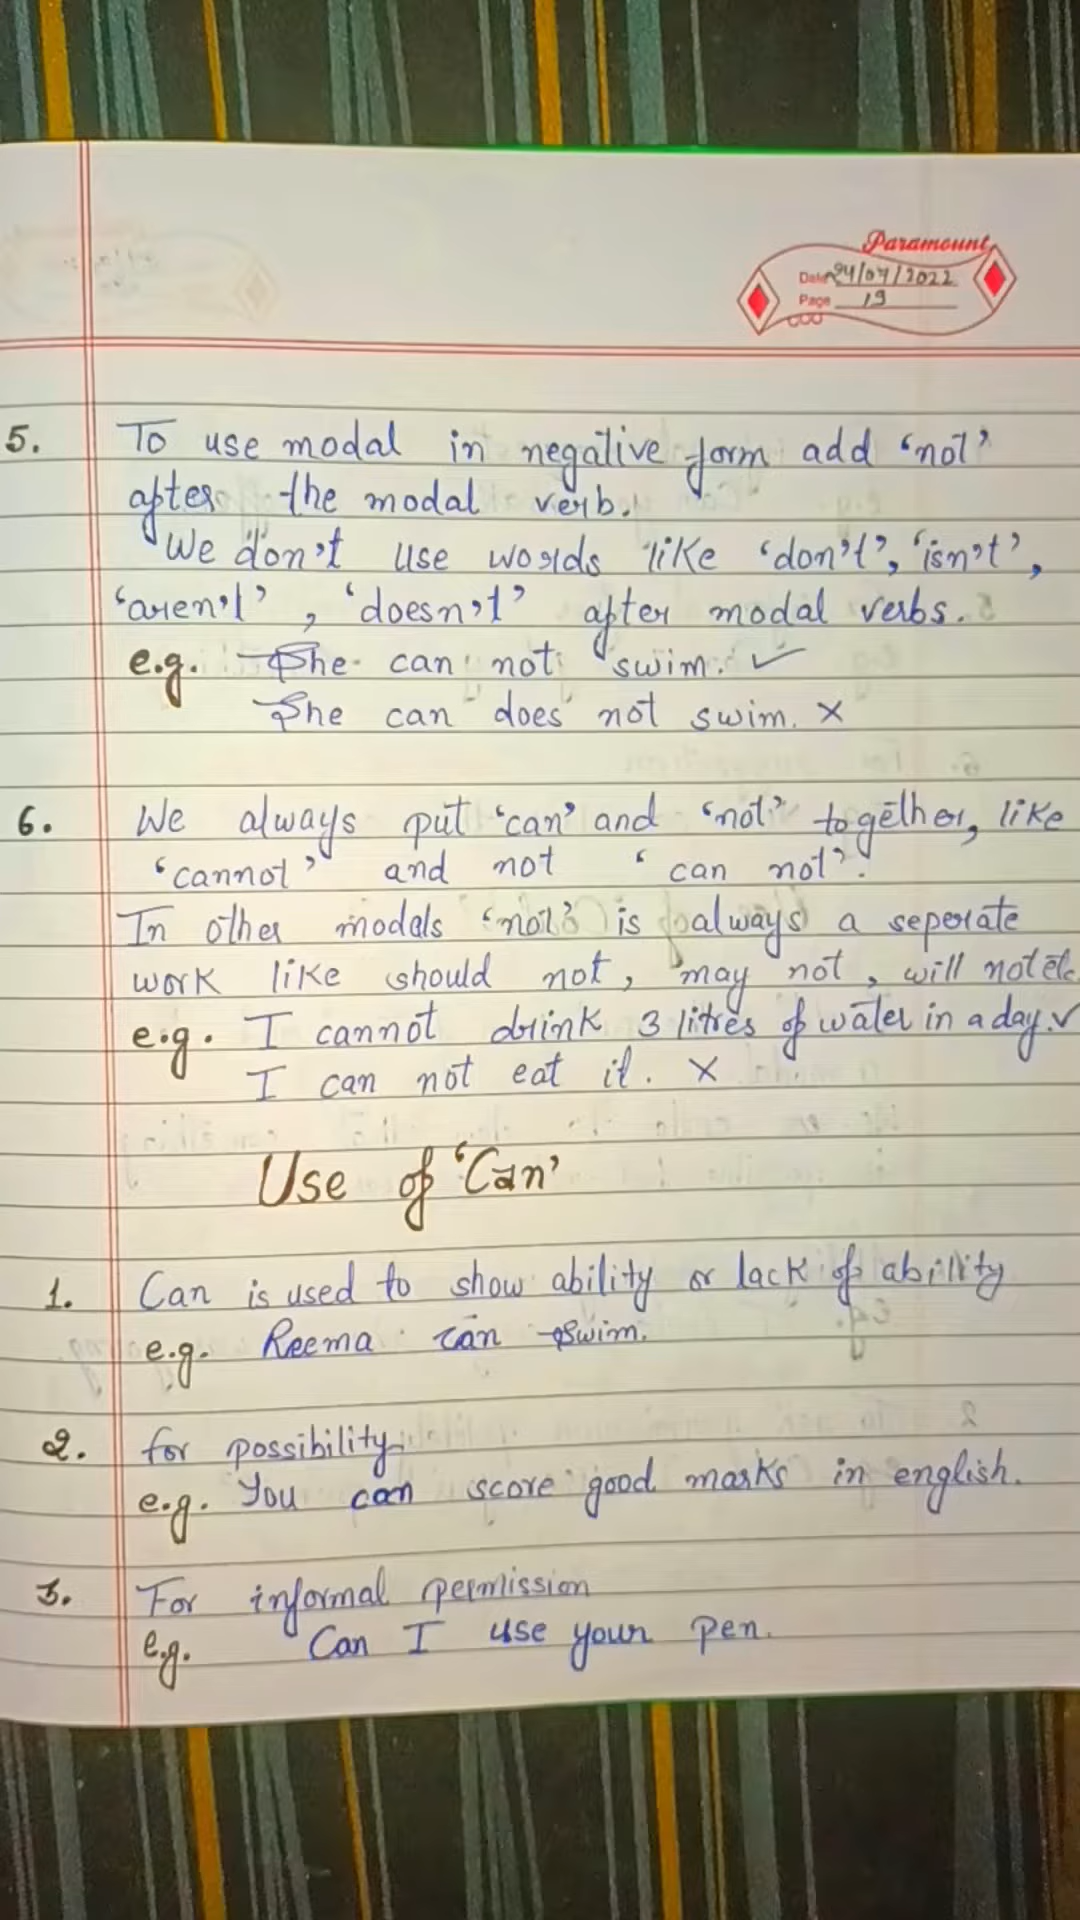 Paramount
Date 24/04/2022
Page 19
5. To use modal in negative form add 'not'
after the modal verb.
We don't use words like 'don't', 'isn't',
'aren't', 'doesn't' after modal verbs.
e.g. She can not swim. ✓
She can does not swim. ×
6. We always put 'can' and 'not' together, like
'cannot' and not 'can not'.
In other modals 'not' is always a seperate
work like should not, may not, will not etc.
e.g. I cannot drink 3 litres of water in a day. ✓
I can not eat it. ×
Use of 'Can'
1. Can is used to show ability or lack of ability
e.g. Reema can swim.
2. for possibility
e.g. You can score good marks in english.
3. For informal permission
e.g. Can I use your pen.